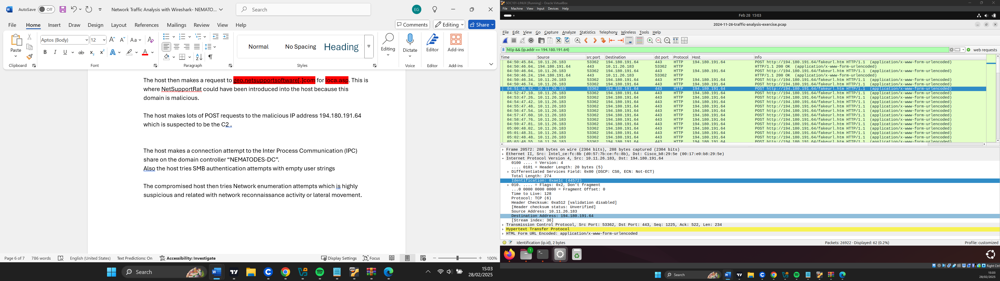 AutoSave Off Network Traffic Analysis with Wireshark- NEMATO... Search EG
File Home Insert Draw Design Layout References Mailings Review View Help Comments Editing Share
Paste
Clipboard
Aptos (Body) 12
Font
Paragraph
Normal No Spacing Heading
Styles
Editing
Dictate
Voice
Editor
Editor
Add-ins
Add-ins
The host then makes a request to geo.netsupportsoftware[.]com for loca.asp. This is
where NetSupportRat could have been introduced into the host because this
domain is malicious.
The host makes lots of POST requests to the malicious IP address 194.180.191.64
which is suspected to be the C2 .
The host makes a connection attempt to the Inter Process Communication (IPC)
share on the domain controller “NEMATODES-DC”.
Also the host tries SMB authentication attempts with empty user strings
The compromised host then tries Network enumeration attempts which is highly
suspicious and related with network reconnaissance activity or lateral movement.
Page 6 of 7 786 words English (United States) Text Predictions: On Accessibility: Investigate Display Settings Focus 100%
Search 15:03
28/02/2025
SOC101-LINUX [Running] - Oracle VirtualBox
File Machine View Input Devices Help
Feb 28 15:03
2024-11-26-traffic-analysis-exercise.pcap
File Edit View Go Capture Analyze Statistics Telephony Wireless Tools Help
http && (ip.addr == 194.180.191.64) web requests
Time Source src port Destination dst port Protocol Host Info
04:50:45.84… 10.11.26.183 53362 194.180.191.64 443 HTTP 194.180.191.64 POST http://194.180.191.64/fakeurl.htm HTTP/1.1 (application/x-www-form-urlencoded)
04:50:46.04… 194.180.191.64 443 10.11.26.183 53362 HTTP HTTP/1.1 200 OK (application/x-www-form-urlencoded)
04:50:46.04… 10.11.26.183 53362 194.180.191.64 443 HTTP 194.180.191.64 POST http://194.180.191.64/fakeurl.htm HTTP/1.1 (application/x-www-form-urlencoded)
04:50:46.24… 194.180.191.64 443 10.11.26.183 53362 HTTP HTTP/1.1 200 OK (application/x-www-form-urlencoded)
04:50:46.34… 10.11.26.183 53362 194.180.191.64 443 HTTP 194.180.191.64 POST http://194.180.191.64/fakeurl.htm HTTP/1.1 (application/x-www-form-urlencoded)
04:50:46.74… 10.11.26.183 53362 194.180.191.64 443 HTTP 194.180.191.64 POST http://194.180.191.64/fakeurl.htm HTTP/1.1 (application/x-www-form-urlencoded)
04:51:46.92… 10.11.26.183 53362 194.180.191.64 443 HTTP 194.180.191.64 POST http://194.180.191.64/fakeurl.htm HTTP/1.1 (application/x-www-form-urlencoded)
04:52:47.10… 10.11.26.183 53362 194.180.191.64 443 HTTP 194.180.191.64 POST http://194.180.191.64/fakeurl.htm HTTP/1.1 (application/x-www-form-urlencoded)
04:53:47.26… 10.11.26.183 53362 194.180.191.64 443 HTTP 194.180.191.64 POST http://194.180.191.64/fakeurl.htm HTTP/1.1 (application/x-www-form-urlencoded)
04:54:47.42… 10.11.26.183 53362 194.180.191.64 443 HTTP 194.180.191.64 POST http://194.180.191.64/fakeurl.htm HTTP/1.1 (application/x-www-form-urlencoded)
04:55:47.48… 10.11.26.183 53362 194.180.191.64 443 HTTP 194.180.191.64 POST http://194.180.191.64/fakeurl.htm HTTP/1.1 (application/x-www-form-urlencoded)
04:56:47.54… 10.11.26.183 53362 194.180.191.64 443 HTTP 194.180.191.64 POST http://194.180.191.64/fakeurl.htm HTTP/1.1 (application/x-www-form-urlencoded)
04:57:47.60… 10.11.26.183 53362 194.180.191.64 443 HTTP 194.180.191.64 POST http://194.180.191.64/fakeurl.htm HTTP/1.1 (application/x-www-form-urlencoded)
04:58:47.76… 10.11.26.183 53362 194.180.191.64 443 HTTP 194.180.191.64 POST http://194.180.191.64/fakeurl.htm HTTP/1.1 (application/x-www-form-urlencoded)
04:59:47.81… 10.11.26.183 53362 194.180.191.64 443 HTTP 194.180.191.64 POST http://194.180.191.64/fakeurl.htm HTTP/1.1 (application/x-www-form-urlencoded)
05:00:48.02… 10.11.26.183 53362 194.180.191.64 443 HTTP 194.180.191.64 POST http://194.180.191.64/fakeurl.htm HTTP/1.1 (application/x-www-form-urlencoded)
05:01:48.31… 10.11.26.183 53362 194.180.191.64 443 HTTP 194.180.191.64 POST http://194.180.191.64/fakeurl.htm HTTP/1.1 (application/x-www-form-urlencoded)
05:02:48.48… 10.11.26.183 53362 194.180.191.64 443 HTTP 194.180.191.64 POST http://194.180.191.64/fakeurl.htm HTTP/1.1 (application/x-www-form-urlencoded)
05:03:48.55… 10.11.26.183 53362 194.180.191.64 443 HTTP 194.180.191.64 POST http://194.180.191.64/fakeurl.htm HTTP/1.1 (application/x-www-form-urlencoded)
Frame 20572: 288 bytes on wire (2304 bits), 288 bytes captured (2304 bits)
Ethernet II, Src: Intel_ce:fc:8b (d0:57:7b:ce:fc:8b), Dst: Cisco_b8:29:5e (00:17:e0:b8:29:5e)
Internet Protocol Version 4, Src: 10.11.26.183, Dst: 194.180.191.64
0100 .... = Version: 4
.... 0101 = Header Length: 20 bytes (5)
Differentiated Services Field: 0x00 (DSCP: CS0, ECN: Not-ECT)
Total Length: 274
Identification: 0xae1c (44572)
010. .... = Flags: 0x2, Don't fragment
...0 0000 0000 0000 = Fragment Offset: 0
Time to Live: 128
Protocol: TCP (6)
Header Checksum: 0xa512 [validation disabled]
[Header checksum status: Unverified]
Source Address: 10.11.26.183
Destination Address: 194.180.191.64
[Stream index: 36]
Transmission Control Protocol, Src Port: 53362, Dst Port: 443, Seq: 1225, Ack: 522, Len: 234
Hypertext Transfer Protocol
HTML Form URL Encoded: application/x-www-form-urlencoded
Identification (ip.id), 2 bytes Packets: 26922 · Displayed: 62 (0.2%) Profile: customized
1
Right Ctrl
Search 15:03
28/02/2025